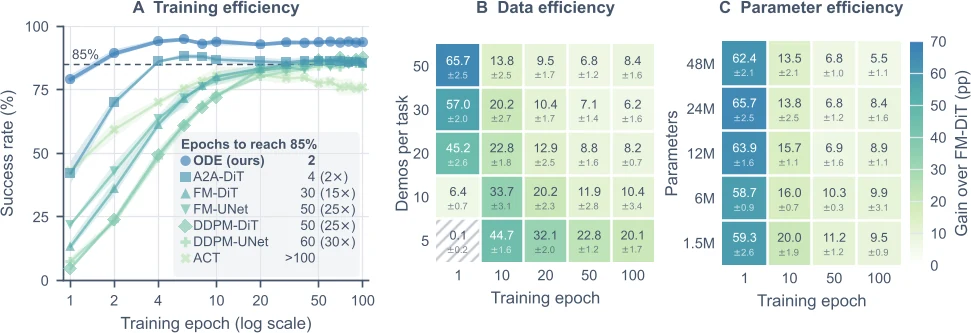 A Training efficiency
Success rate (%)
100
75
50
25
0
85%
Epochs to reach 85%
ODE (ours) 2
A2A-DiT 4 (2×)
FM-DiT 30 (15×)
FM-UNet 50 (25×)
DDPM-DiT 50 (25×)
DDPM-UNet 60 (30×)
ACT >100
1 2 4 10 20 50 100
Training epoch (log scale)
B Data efficiency
Demos per task
50 65.7 13.8 9.5 6.8 8.4
±2.5 ±2.5 ±1.7 ±1.2 ±1.6
30 57.0 20.2 10.4 7.1 6.2
±2.0 ±2.7 ±1.7 ±1.4 ±1.6
20 45.2 22.8 12.9 8.8 8.2
±2.6 ±1.8 ±2.5 ±1.6 ±0.7
10 6.4 33.7 20.2 11.9 10.4
±0.7 ±3.1 ±2.3 ±2.8 ±3.4
5 0.1 44.7 32.1 22.8 20.1
±0.2 ±1.6 ±2.0 ±1.2 ±1.7
1 10 20 50 100
Training epoch
C Parameter efficiency
Parameters
48M 62.4 13.5 6.8 5.5
±2.1 ±2.1 ±1.0 ±1.1
24M 65.7 13.8 6.8 8.4
±2.5 ±2.5 ±1.2 ±1.6
12M 63.9 15.7 6.9 8.9
±1.6 ±1.1 ±1.6 ±1.1
6M 58.7 16.0 10.3 9.9
±0.9 ±0.7 ±0.3 ±3.1
1.5M 59.3 20.0 11.2 9.5
±2.6 ±1.9 ±1.2 ±0.9
1 10 50 100
Training epoch
70
60
50
40
30
20
10
0
Gain over FM-DiT (pp)